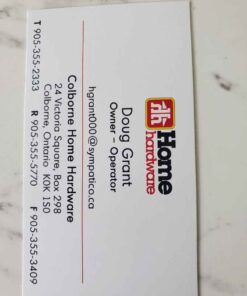 Home
hardware
Doug Grant
Owner – Operator
hgrant000@sympatico.ca
Colborne Home Hardware
24 Victoria Square, Box 298
Colborne, Ontario K0K 1S0
T 905-355-2333 R 905-355-5770 F 905-355-3409